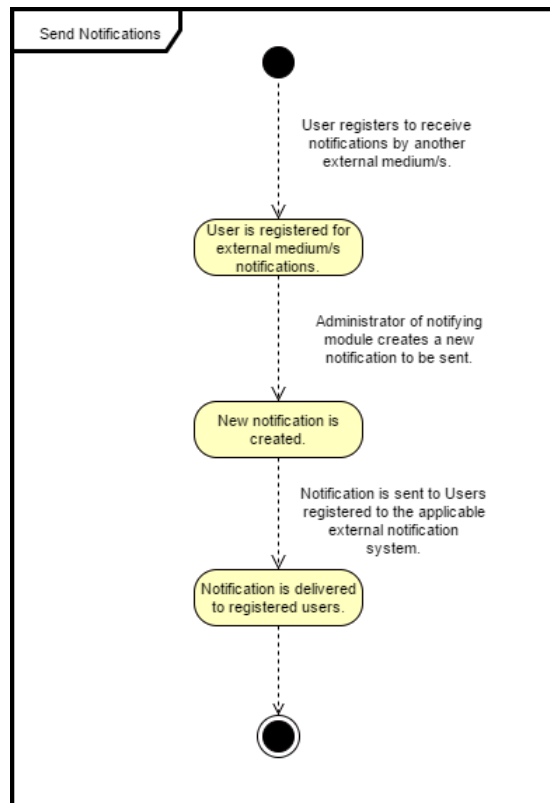 Send Notifications
User registers to receive
notifications by another
external medium/s.
User is registered for
external medium/s
notifications.
Administrator of notifying
module creates a new
notification to be sent.
New notification is
created.
Notification is sent to Users
registered to the applicable
external notification
system.
Notification is delivered
to registered users.